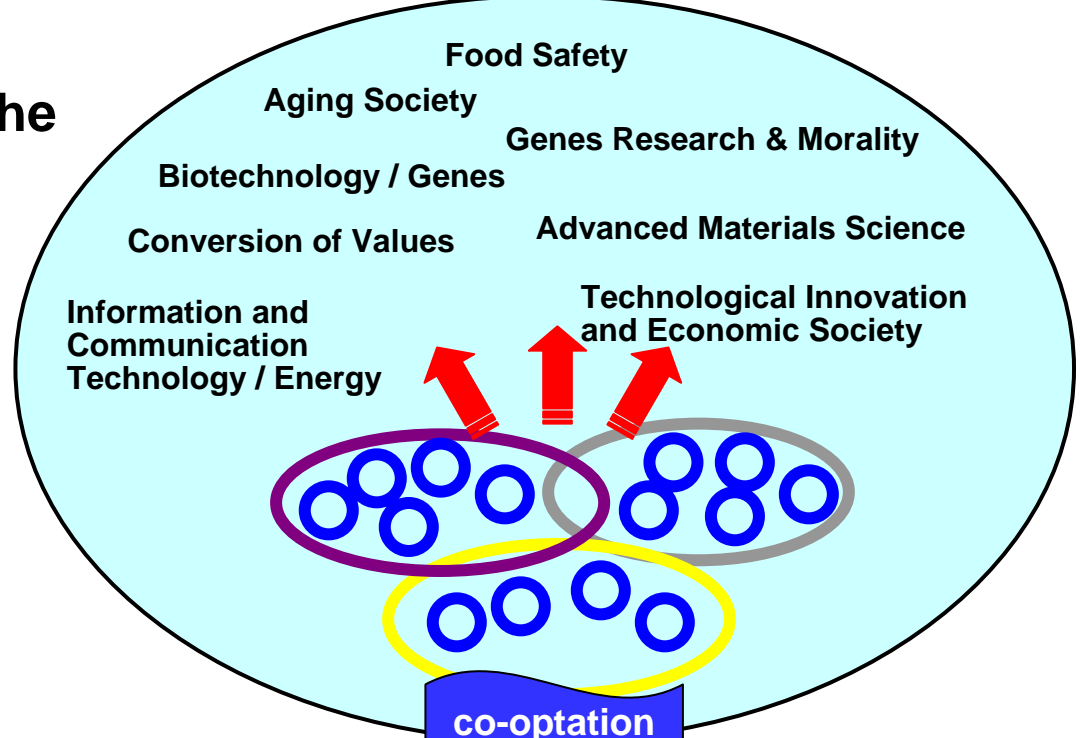 he
Food Safety
Aging Society
Genes Research & Morality
Biotechnology / Genes
Conversion of Values
Advanced Materials Science
Information and
Communication
Technology / Energy
Technological Innovation
and Economic Society
co-optation